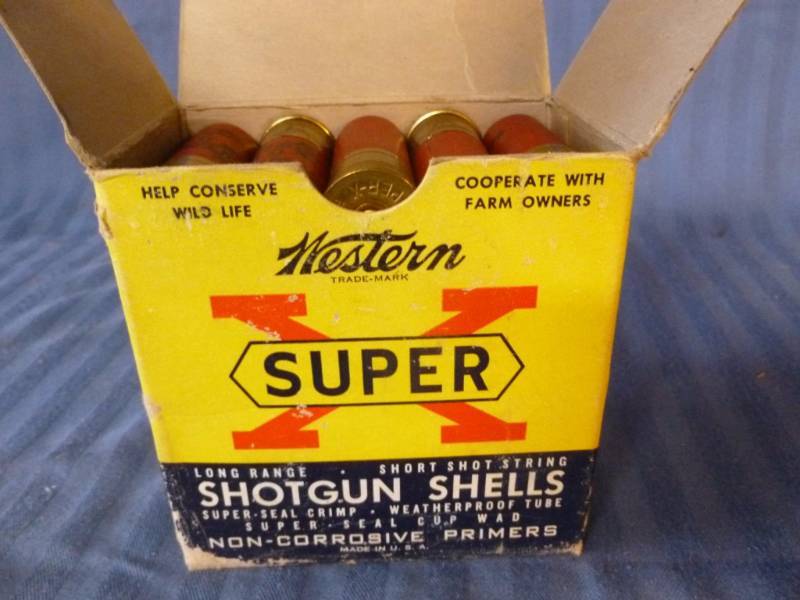 HELP CONSERVE
WILD LIFE
COOPERATE WITH
FARM OWNERS
PER-X
Western
TRADE-MARK
X
SUPER
LONG RANGE · SHORT SHOT STRING
SHOTGUN SHELLS
SUPER-SEAL CRIMP · WEATHERPROOF TUBE
SUPER-SEAL CUP WAD
NON-CORROSIVE PRIMERS
MADE IN U.S.A.